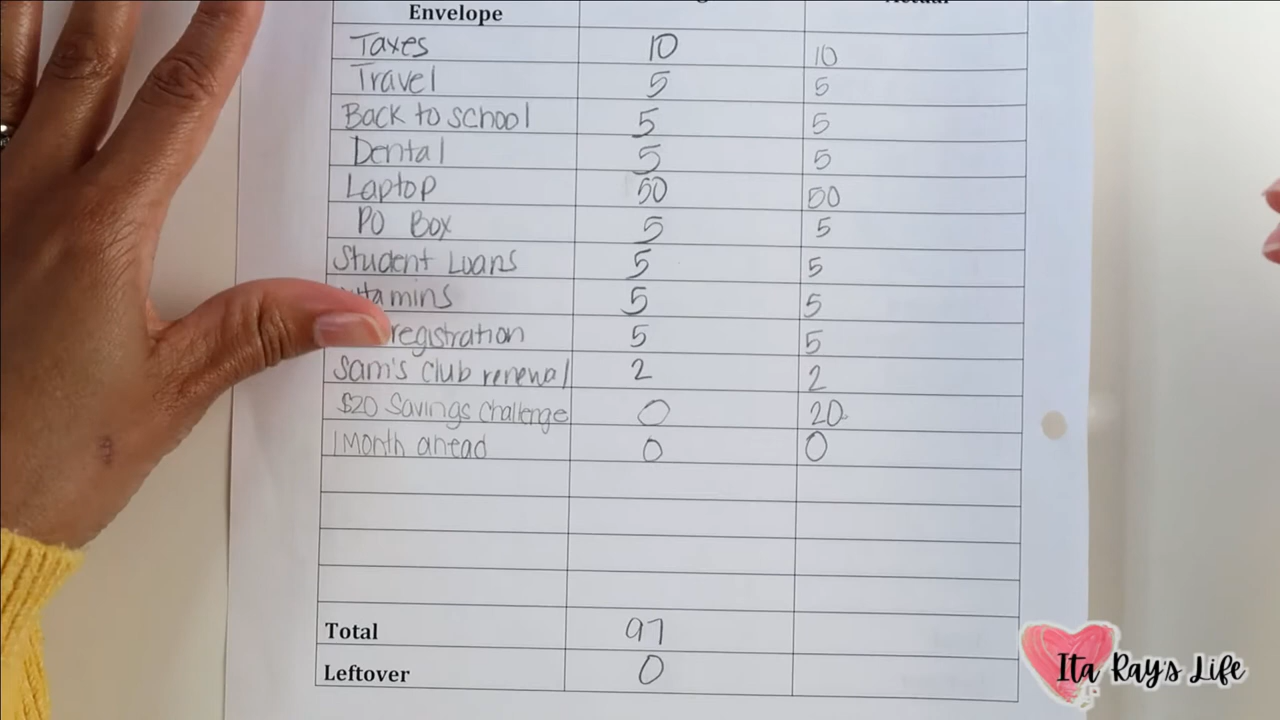 Envelope
Taxes 10 10
Travel 5 5
Back to school 5 5
Dental 5 5
Laptop 50 50
PO Box 5 5
Student Loans 5 5
5 5
registration 5 5
Sam's club renewal 2 2
$20 Savings Challenge 0 20
1 Month ahead 0 0
Total 97
Leftover 0
Ita Ray's Life